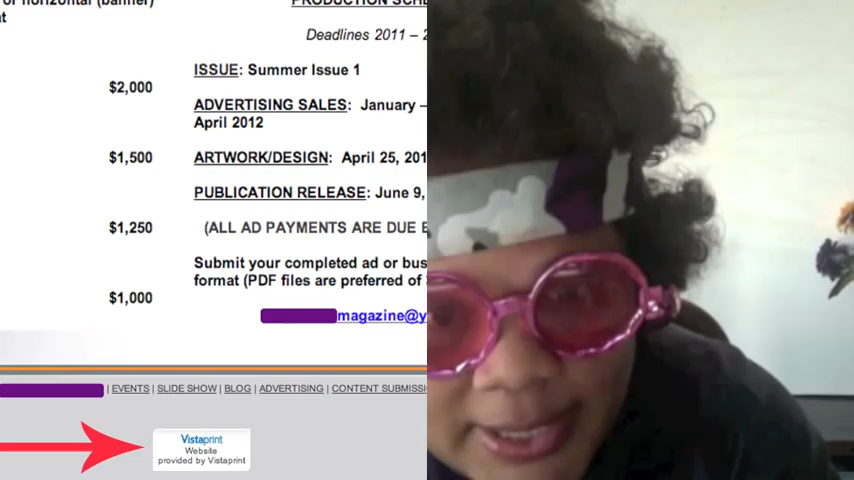 or horizontal (banner)
at
PRODUCTION SCHE
Deadlines 2011 – 2
ISSUE: Summer Issue 1
$2,000
ADVERTISING SALES: January –
April 2012
$1,500
ARTWORK/DESIGN: April 25, 201
PUBLICATION RELEASE: June 9,
$1,250
(ALL AD PAYMENTS ARE DUE B
Submit your completed ad or bus
format (PDF files are preferred of
$1,000
magazine@y
| EVENTS | SLIDE SHOW | BLOG | ADVERTISING | CONTENT SUBMISSI
Vistaprint
Website
provided by Vistaprint